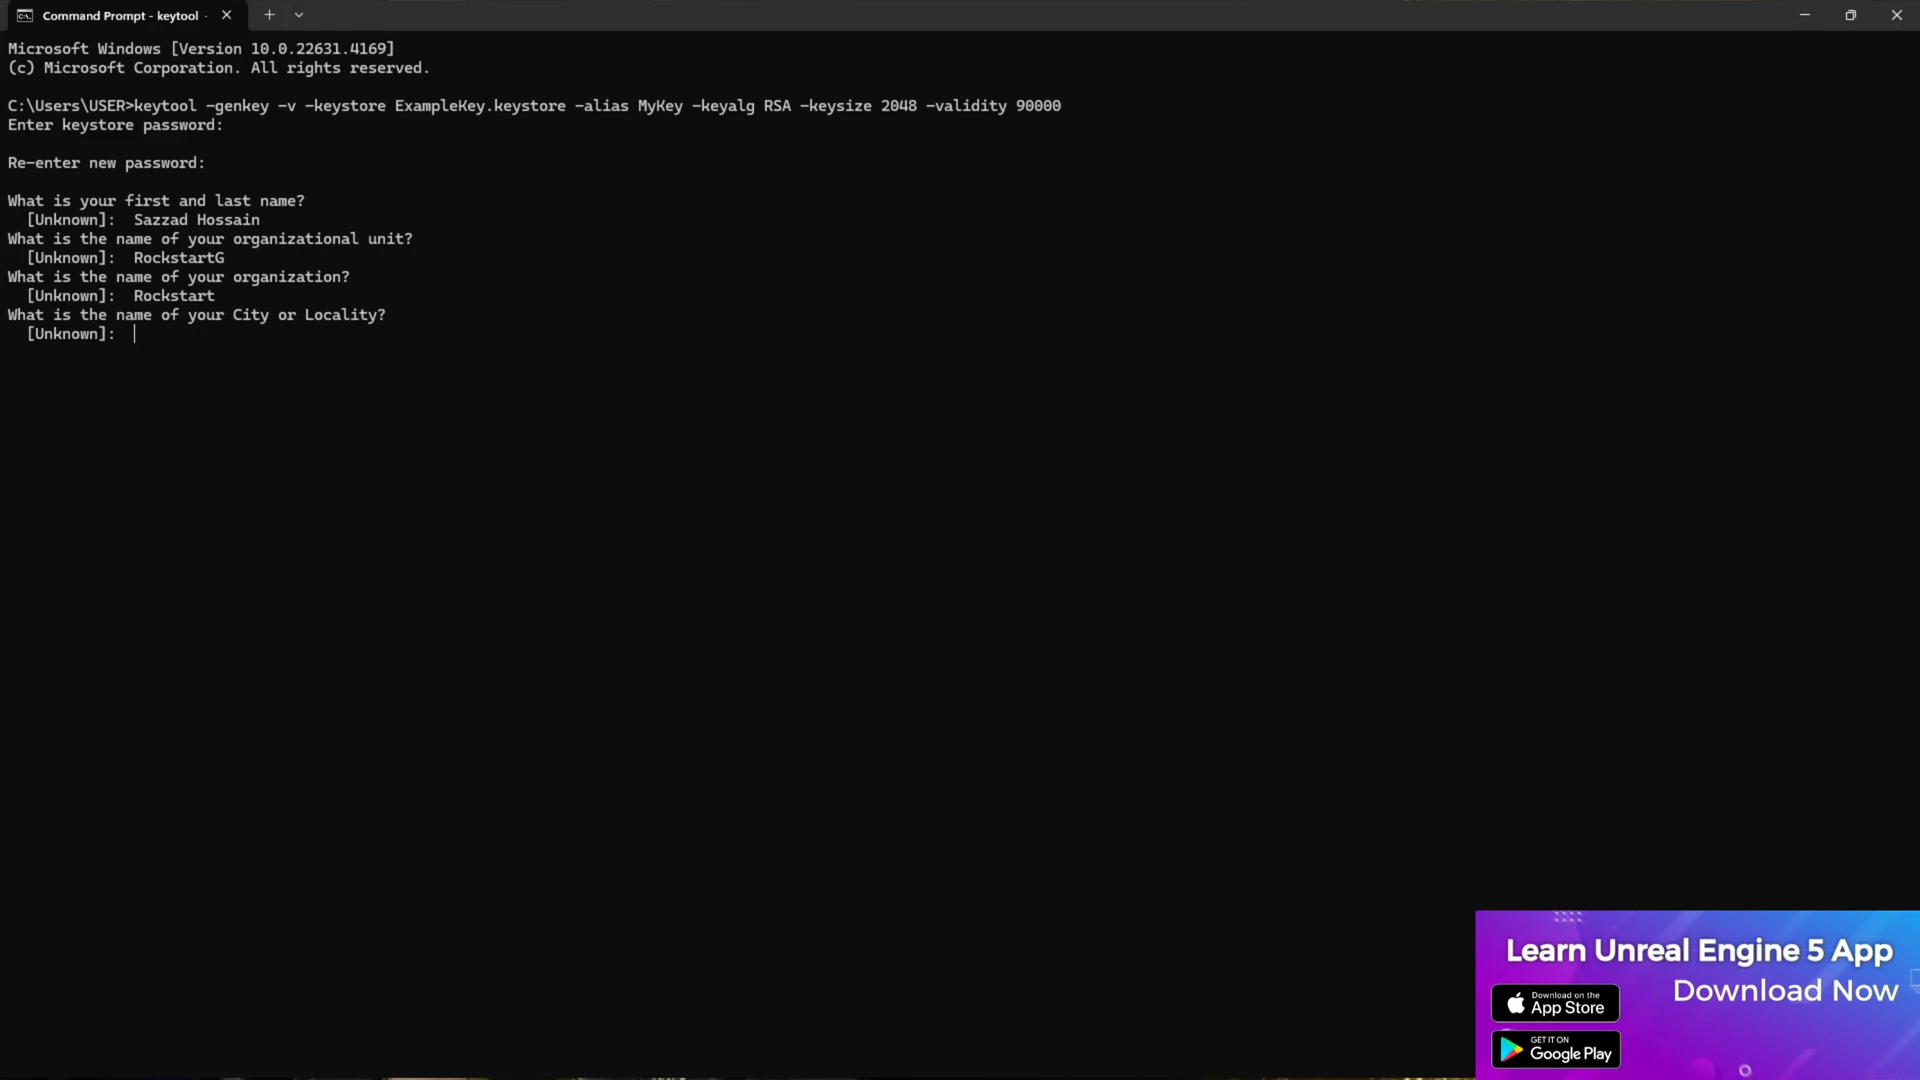 Command Prompt - keytool -
Microsoft Windows [Version 10.0.22631.4169]
(c) Microsoft Corporation. All rights reserved.
C:\Users\USER>keytool -genkey -v -keystore ExampleKey.keystore -alias MyKey -keyalg RSA -keysize 2048 -validity 90000
Enter keystore password:
Re-enter new password:
What is your first and last name?
[Unknown]:  Sazzad Hossain
What is the name of your organizational unit?
[Unknown]:  RockstartG
What is the name of your organization?
[Unknown]:  Rockstart
What is the name of your City or Locality?
[Unknown]:
Learn Unreal Engine 5 App
Download Now
Download on the
App Store
GET IT ON
Google Play